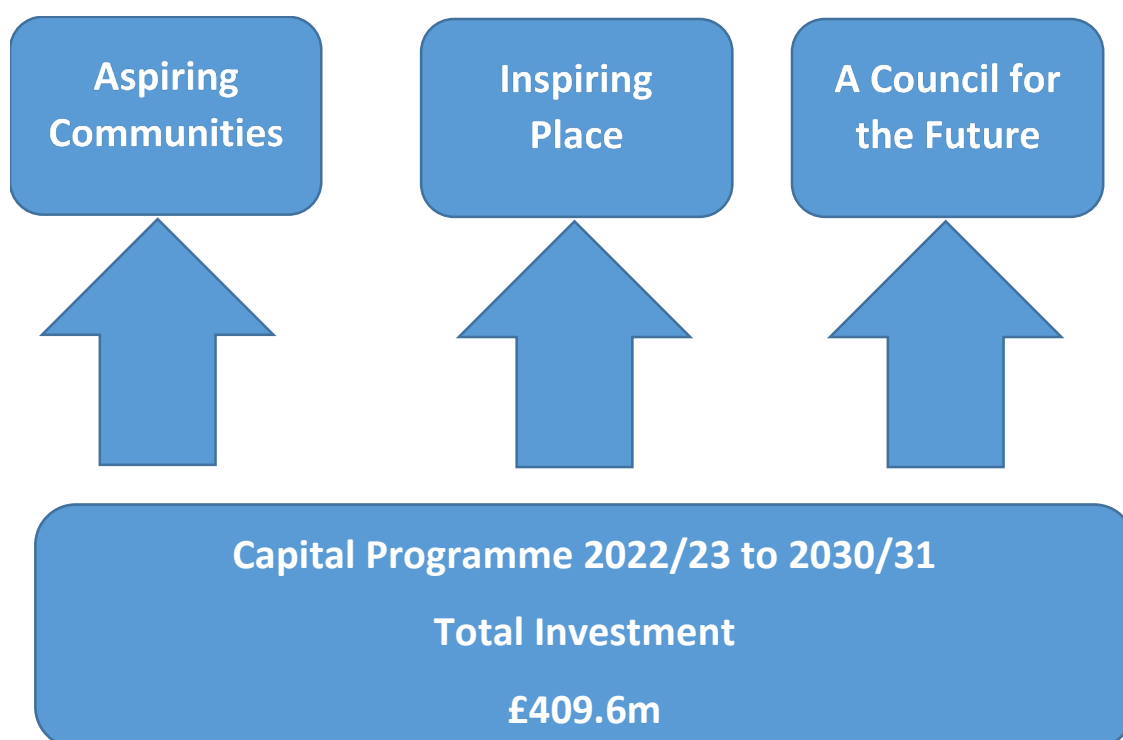 Aspiring
Communities
Inspiring
Place
A Council for
the Future
Capital Programme 2022/23 to 2030/31
Total Investment
£409.6m